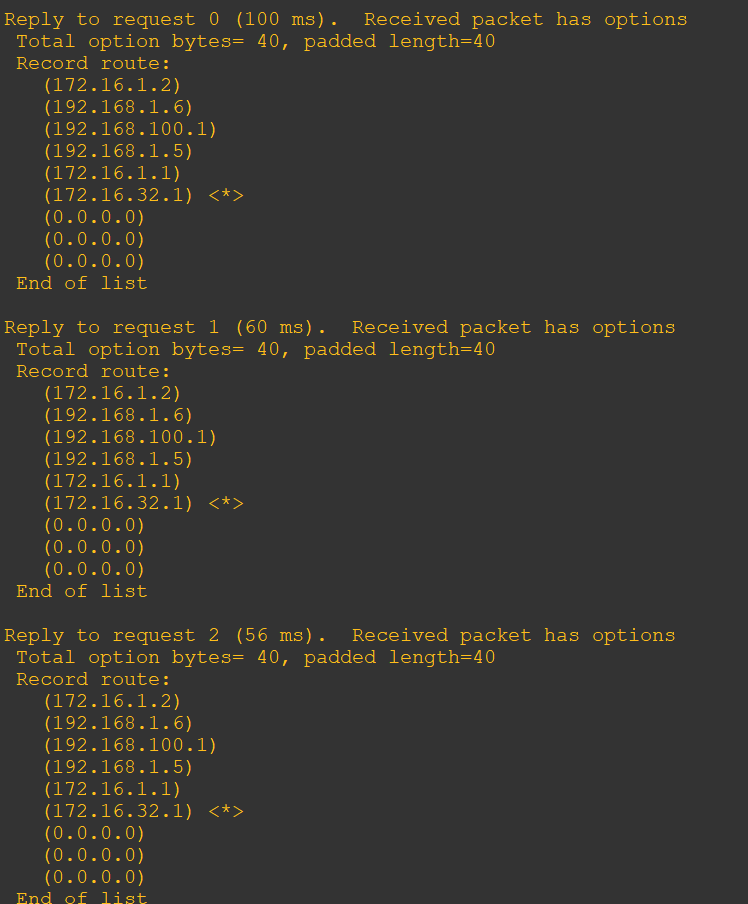 Reply to request 0 (100 ms).  Received packet has options
 Total option bytes= 40, padded length=40
 Record route:
   (172.16.1.2)
   (192.168.1.6)
   (192.168.100.1)
   (192.168.1.5)
   (172.16.1.1)
   (172.16.32.1) <*>
   (0.0.0.0)
   (0.0.0.0)
   (0.0.0.0)
 End of list

Reply to request 1 (60 ms).  Received packet has options
 Total option bytes= 40, padded length=40
 Record route:
   (172.16.1.2)
   (192.168.1.6)
   (192.168.100.1)
   (192.168.1.5)
   (172.16.1.1)
   (172.16.32.1) <*>
   (0.0.0.0)
   (0.0.0.0)
   (0.0.0.0)
 End of list

Reply to request 2 (56 ms).  Received packet has options
 Total option bytes= 40, padded length=40
 Record route:
   (172.16.1.2)
   (192.168.1.6)
   (192.168.100.1)
   (192.168.1.5)
   (172.16.1.1)
   (172.16.32.1) <*>
   (0.0.0.0)
   (0.0.0.0)
   (0.0.0.0)
 End of list